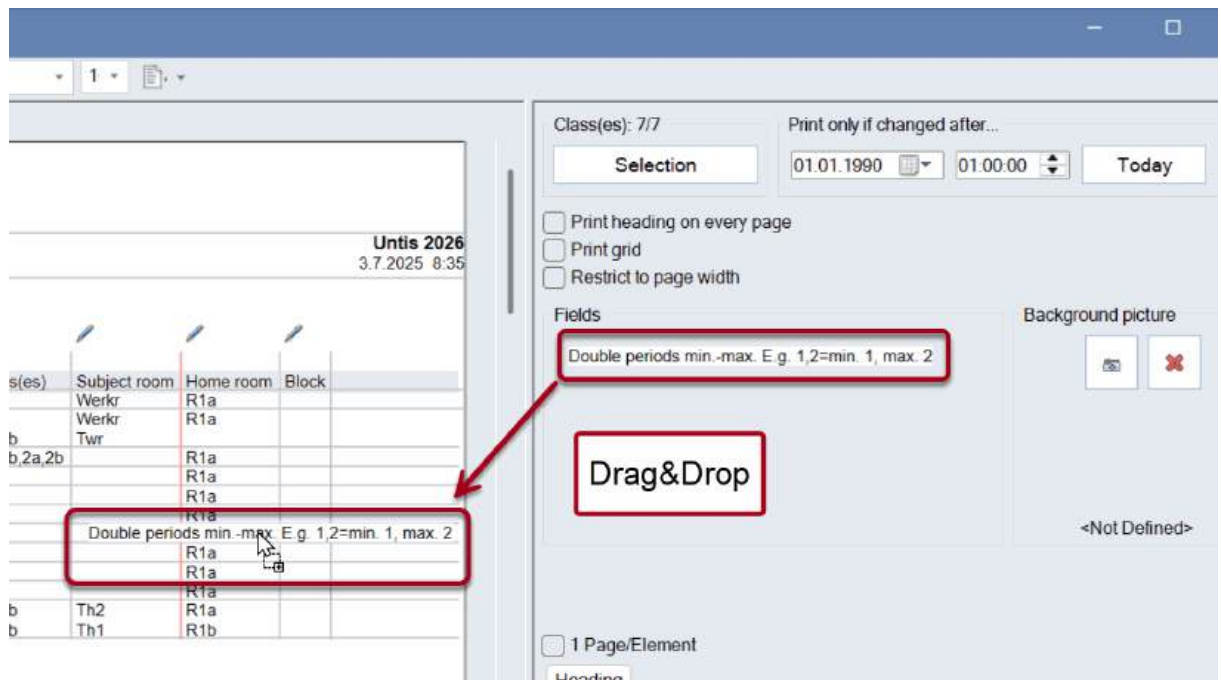 1
Class(es): 7/7
Print only if changed after...
Selection
01.01.1990
01:00:00
Today
Print heading on every page
Print grid
Restrict to page width
Untis 2026
3.7.2025 8:35
Fields
Background picture
Double periods min.-max. E.g. 1,2=min. 1, max. 2
s(es) Subject room Home room Block
Werkr R1a
Werkr R1a
b Twr
b,2a,2b R1a
R1a
R1a
R1a
Double periods min.-max. E.g. 1,2=min. 1, max. 2
R1a
R1a
R1a
b Th2 R1a
b Th1 R1b
Drag&Drop
<Not Defined>
1 Page/Element
Heading